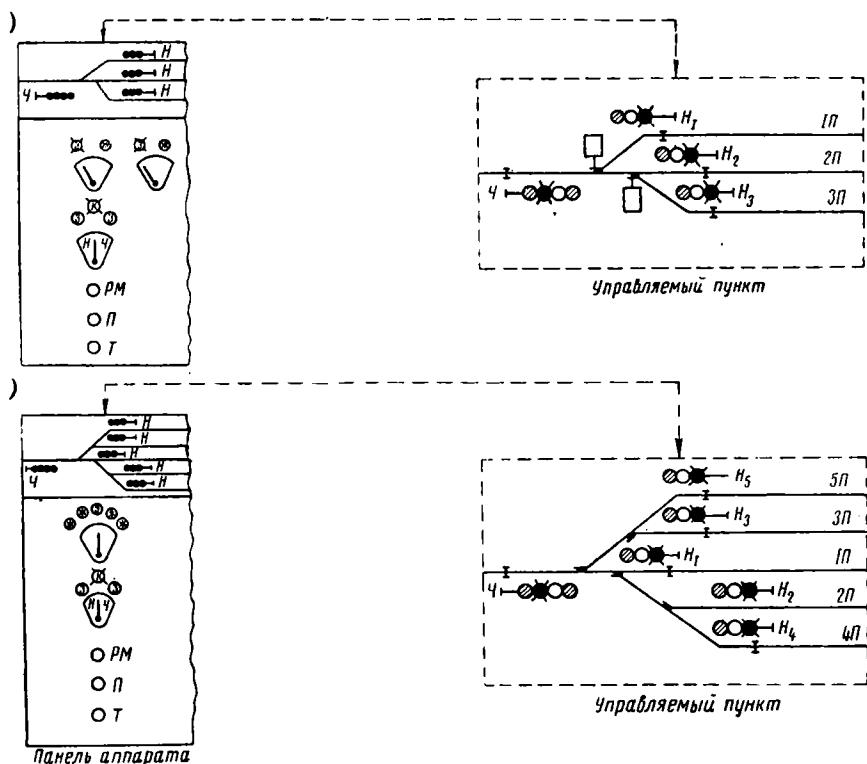 )
Н
Н
Ч
Н
З Ж З Ж
К
З З
Н Ч
РМ
П
Т
Н₁ 1П
Н₂ 2П
Ч Н₃ 3П
Управляемый пункт
)
Н
Н
Н
Н
Ч Н
Ж Ж З Ж Ж
К
З З
Н Ч
РМ
П
Т
Панель аппарата
Н₅ 5П
Н₃ 3П
Н₁ 1П
Ч Н₂ 2П
Н₄ 4П
Управляемый пункт